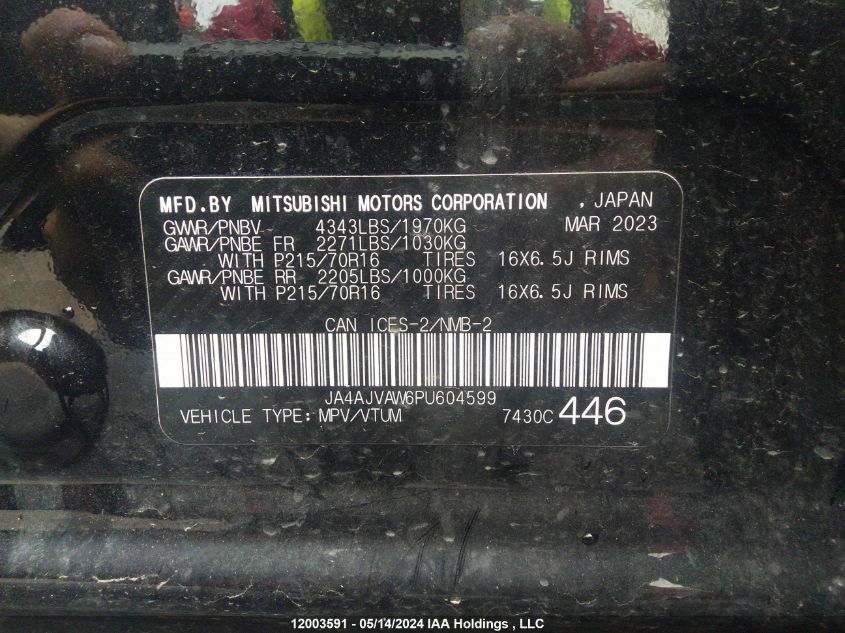 MFD.BY MITSUBISHI MOTORS CORPORATION , JAPAN
GVWR/PNBV 4343LBS/1970KG MAR 2023
GAWR/PNBE FR 2271LBS/1030KG
WITH P215/70R16 TIRES 16X6.5J RIMS
GAWR/PNBE RR 2205LBS/1000KG
WITH P215/70R16 TIRES 16X6.5J RIMS
CAN ICES-2/NMB-2
JA4AJVAW6PU604599
VEHICLE TYPE: MPV/VTUM 7430C 446
12003591 - 05/14/2024 IAA Holdings , LLC